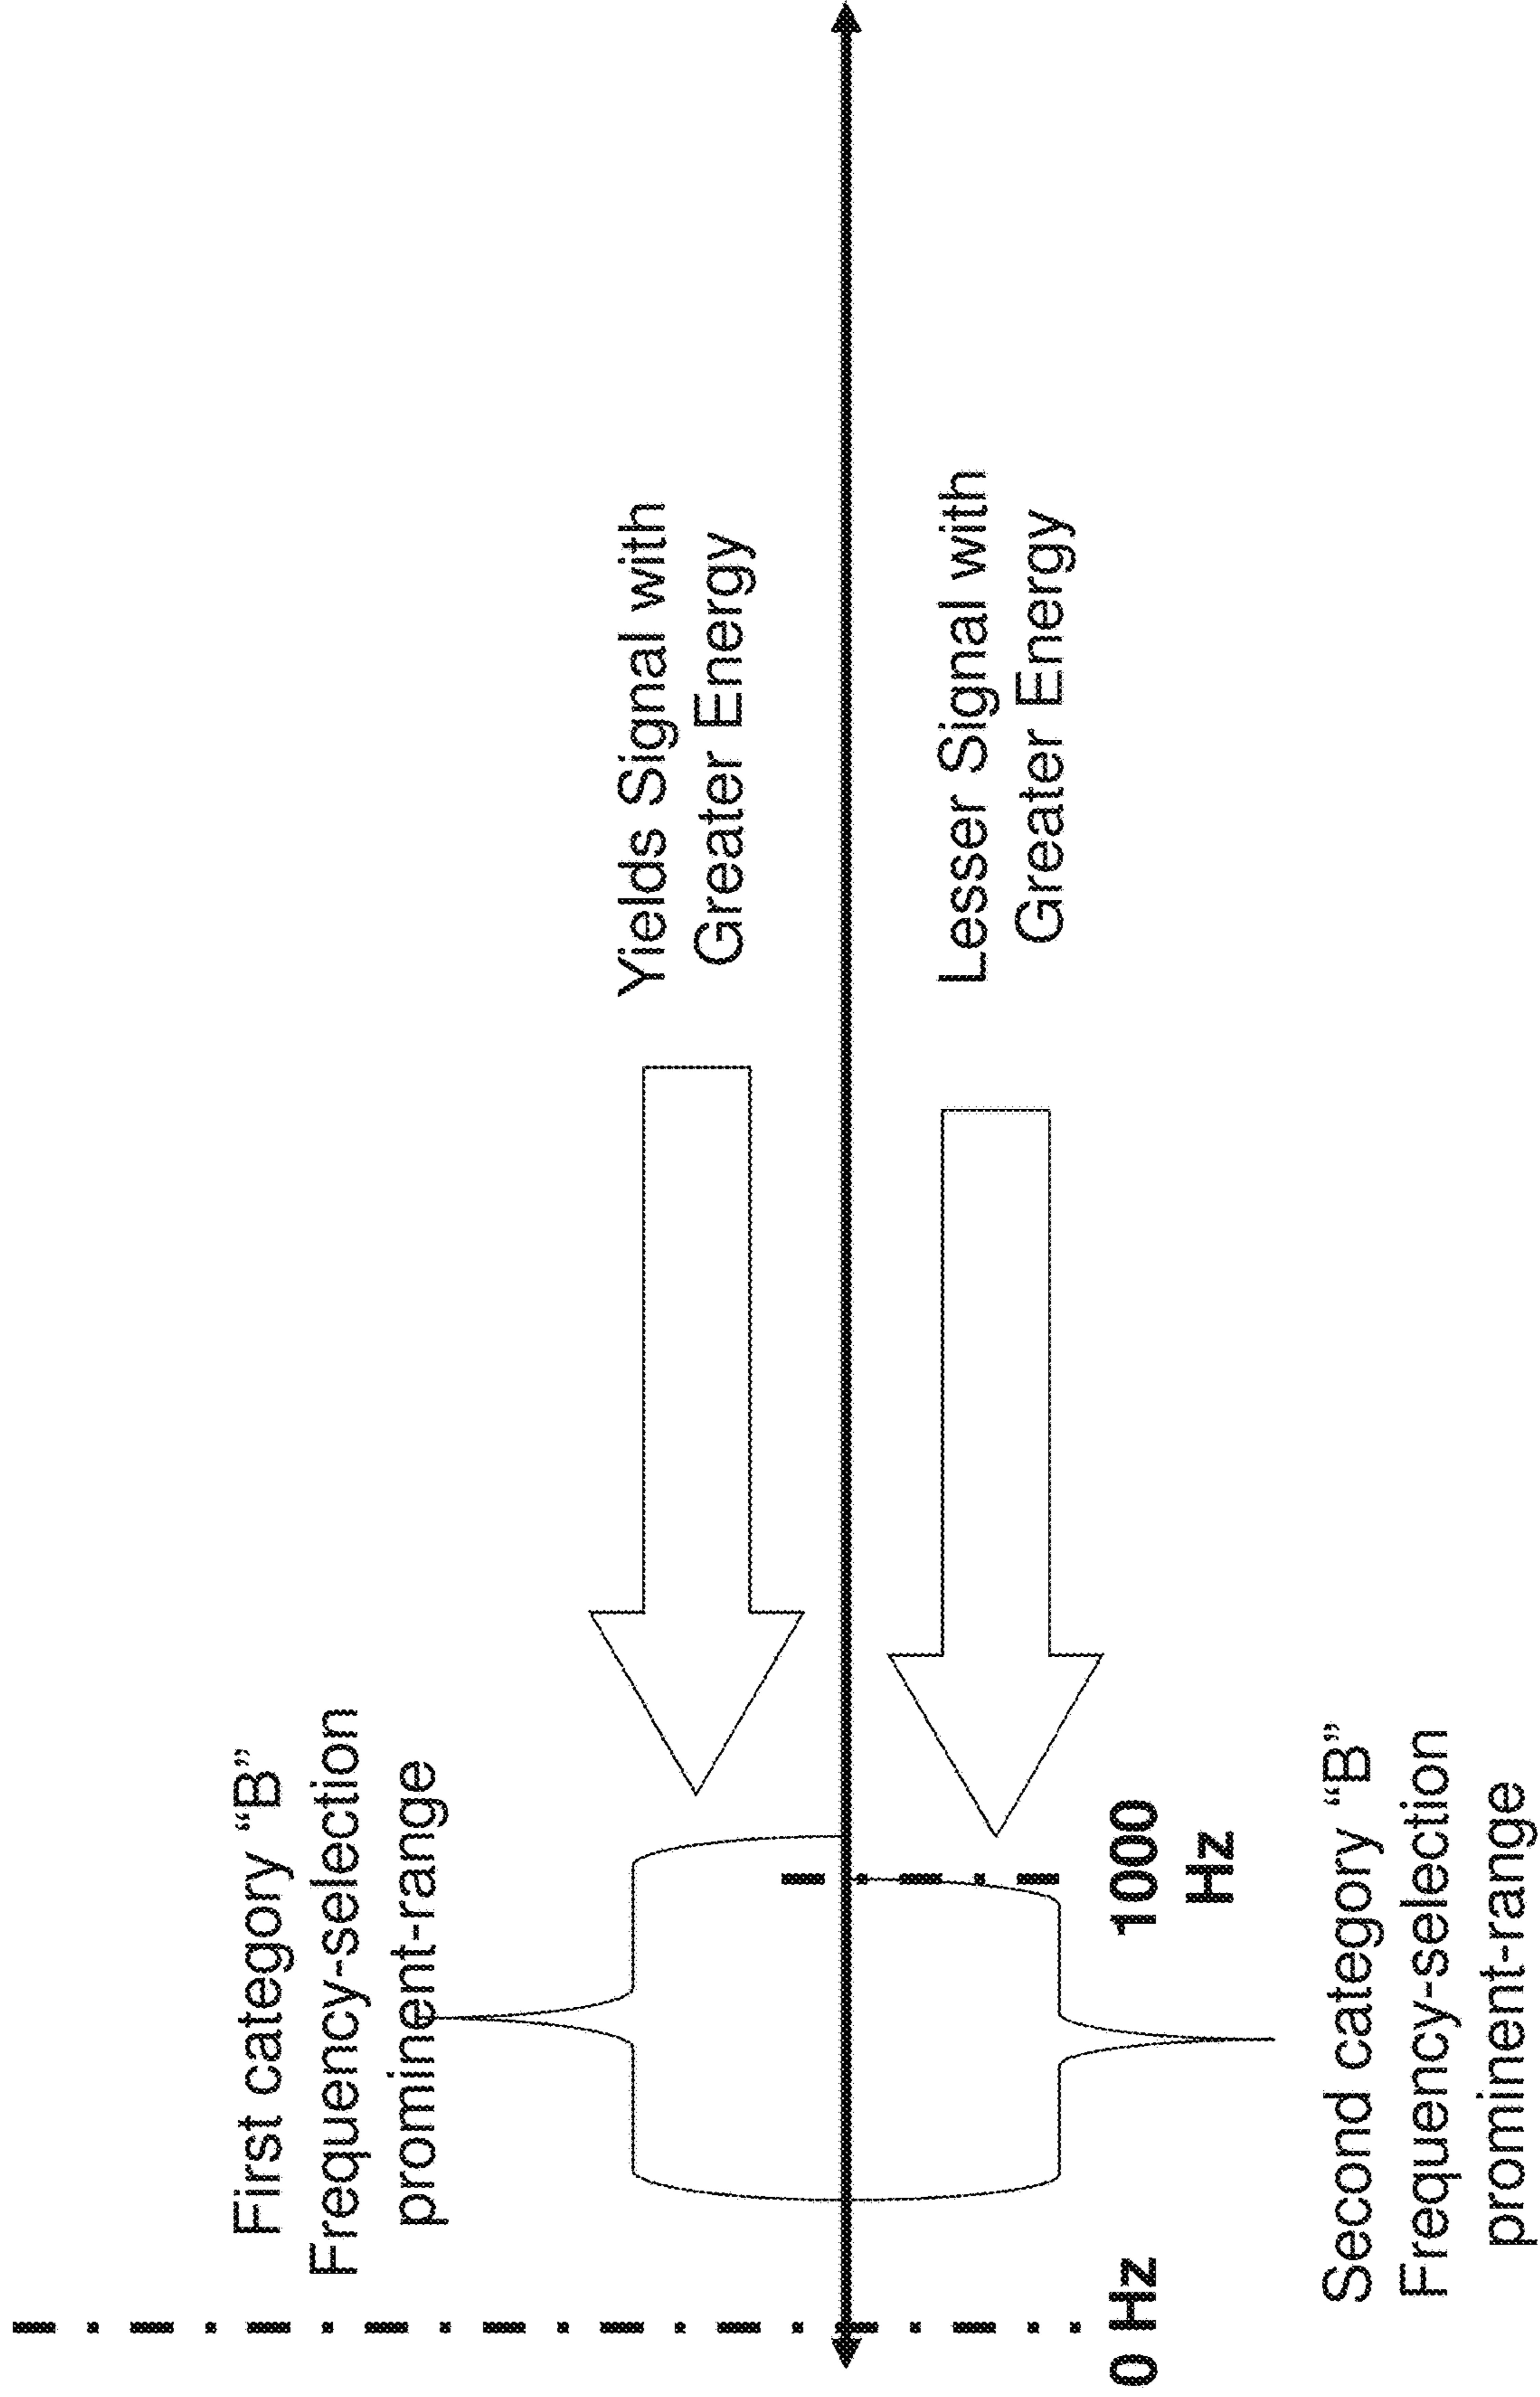 First category “B”
Frequency-selection
prominent-range
Yields Signal with
Greater Energy
Lesser Signal with
Greater Energy
0 Hz
1000
Hz
Second category “B”
Frequency-selection
prominent-range